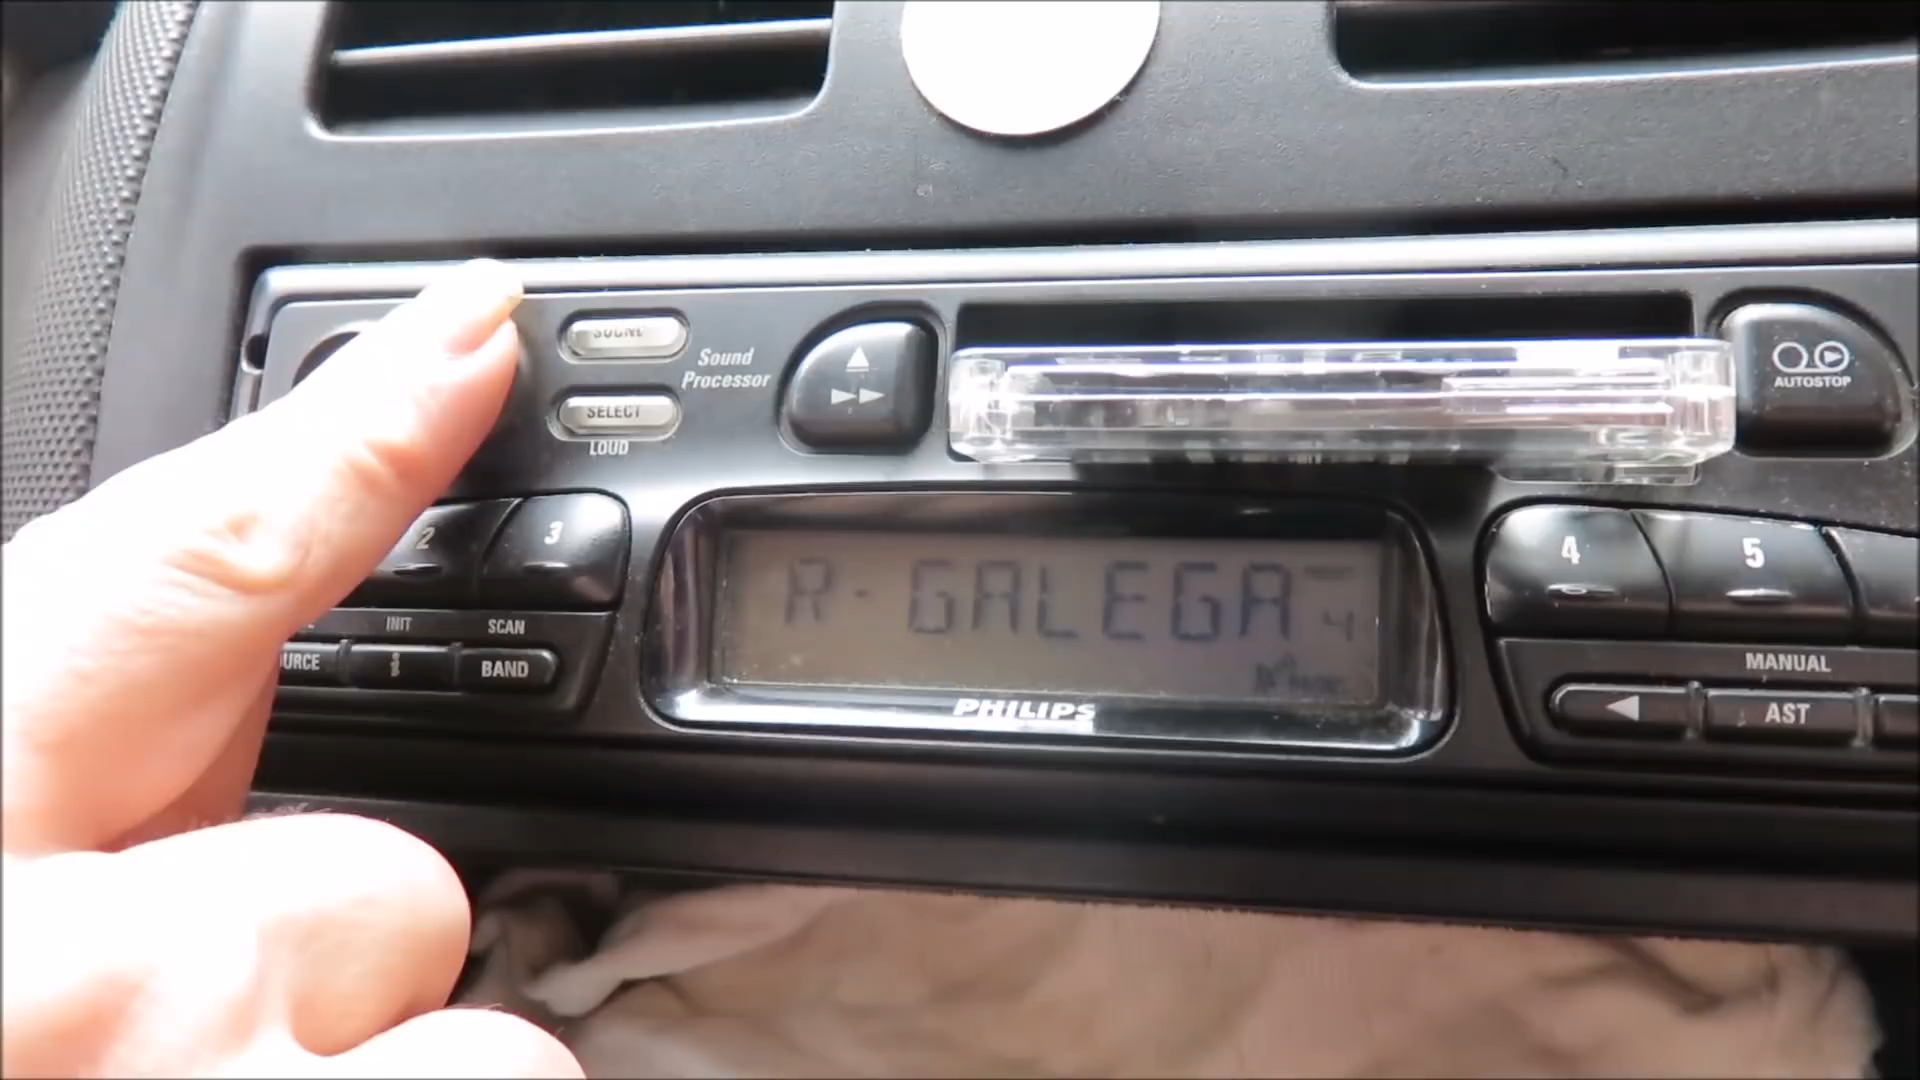 SOUND
Sound
Processor
SELECT
LOUD
AUTOSTOP
2
3
4
5
R- GALEGA
4
INIT
SCAN
BAND
PHILIPS
MANUAL
AST